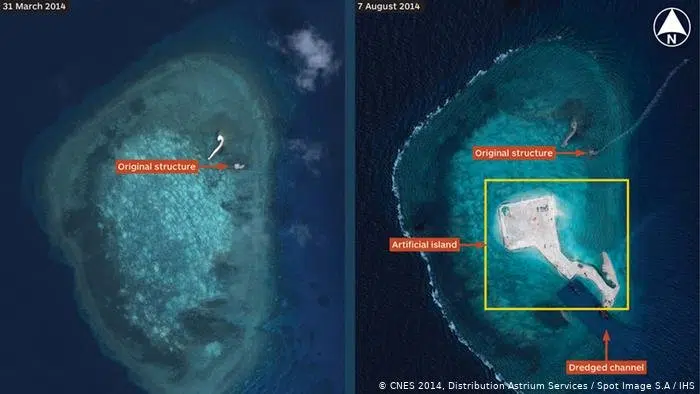 31 March 2014
Original structure
7 August 2014
N
Original structure
Artificial island
Dredged channel
© CNES 2014, Distribution Astrium Services / Spot Image S.A / IHS